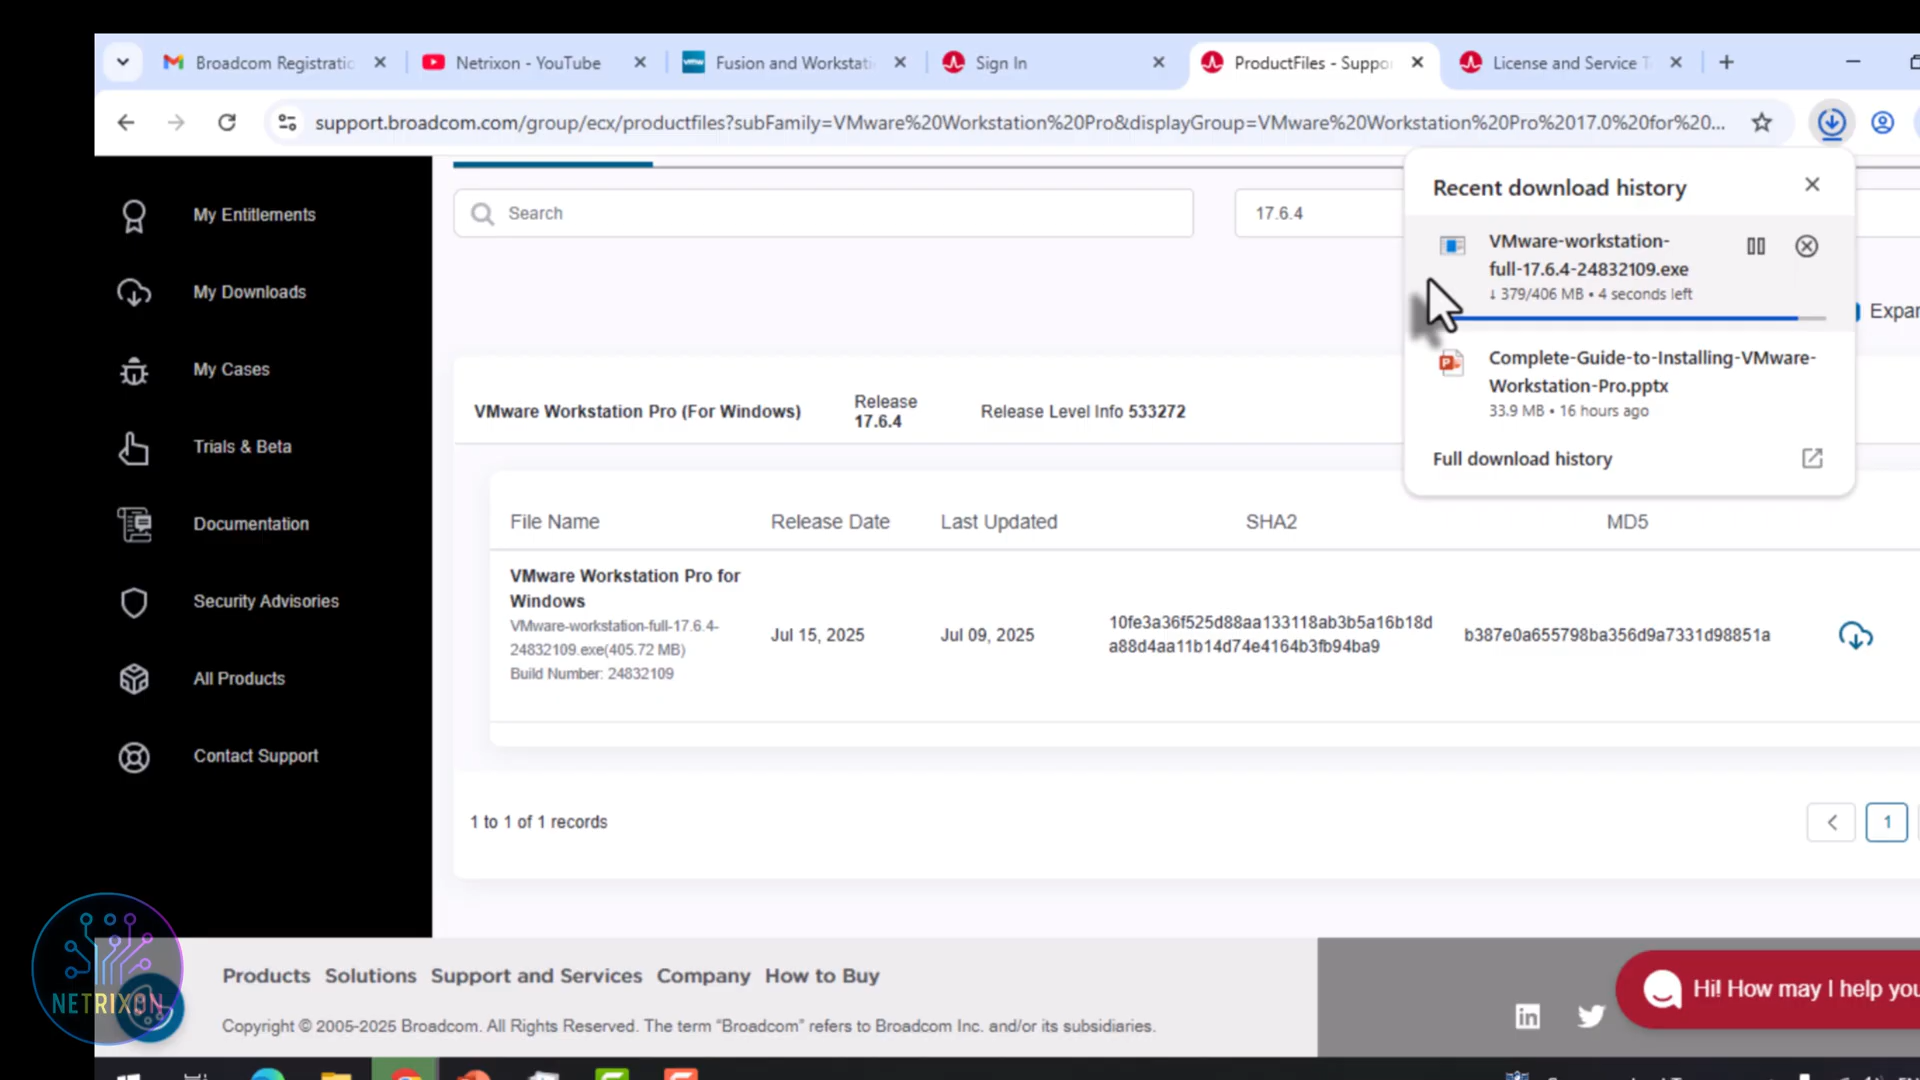 Broadcom Registratic
Netrixon - YouTube
Fusion and Workstati
Sign In
ProductFiles - Suppo
License and Service T
support.broadcom.com/group/ecx/productfiles?subFamily=VMware%20Workstation%20Pro&displayGroup=VMware%20Workstation%20Pro%2017.0%20for%20...
My Entitlements
My Downloads
My Cases
Trials & Beta
Documentation
Security Advisories
All Products
Contact Support
Search
17.6.4
Recent download history
VMware-workstation-
full-17.6.4-24832109.exe
↓ 379/406 MB • 4 seconds left
Complete-Guide-to-Installing-VMware-
Workstation-Pro.pptx
33.9 MB • 16 hours ago
Full download history
Expan
VMware Workstation Pro (For Windows)
Release
17.6.4
Release Level Info 533272
File Name
Release Date
Last Updated
SHA2
MD5
VMware Workstation Pro for
Windows
VMware-workstation-full-17.6.4-
24832109.exe(405.72 MB)
Build Number: 24832109
Jul 15, 2025
Jul 09, 2025
10fe3a36f525d88aa133118ab3b5a16b18d
a88d4aa11b14d74e4164b3fb94ba9
b387e0a655798ba356d9a7331d98851a
1 to 1 of 1 records
1
NETRIXON
Products Solutions Support and Services Company How to Buy
Copyright © 2005-2025 Broadcom. All Rights Reserved. The term “Broadcom” refers to Broadcom Inc. and/or its subsidiaries.
Hi! How may I help you